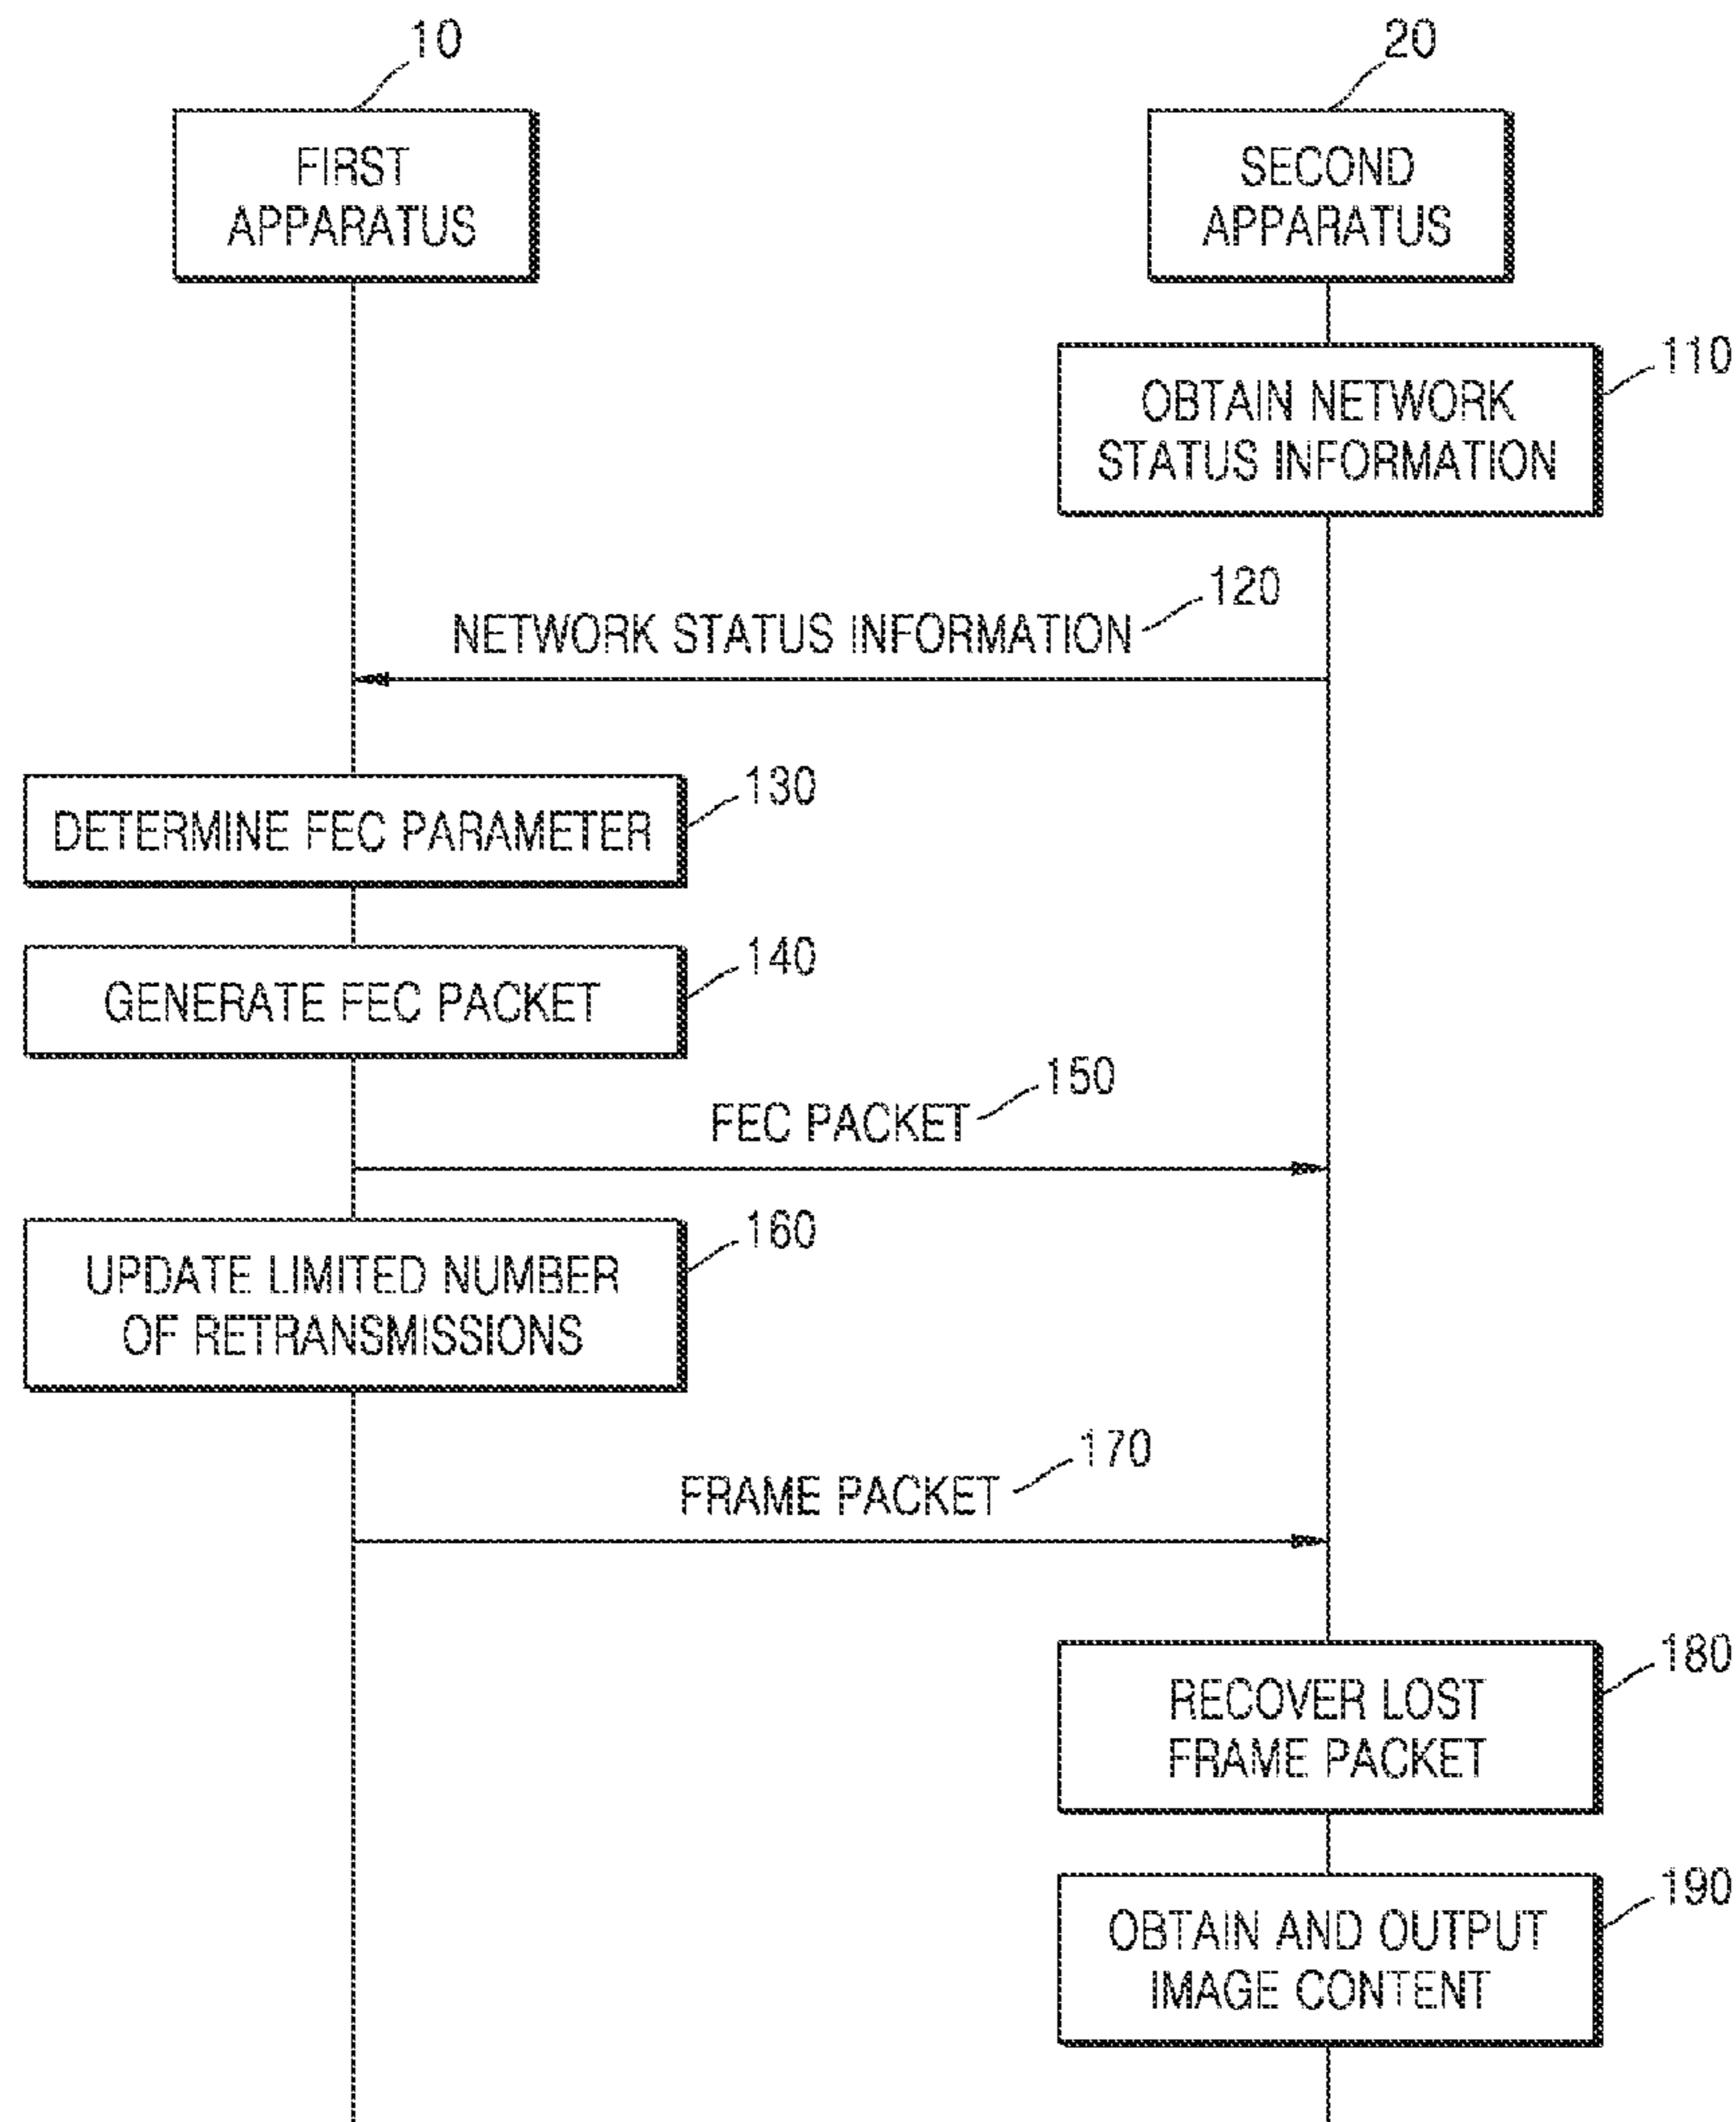 10
20
FIRST
APPARATUS
SECOND
APPARATUS
110
OBTAIN NETWORK
STATUS INFORMATION
120
NETWORK STATUS INFORMATION
130
DETERMINE FEC PARAMETER
140
GENERATE FEC PACKET
150
FEC PACKET
160
UPDATE LIMITED NUMBER
OF RETRANSMISSIONS
170
FRAME PACKET
180
RECOVER LOST
FRAME PACKET
190
OBTAIN AND OUTPUT
IMAGE CONTENT